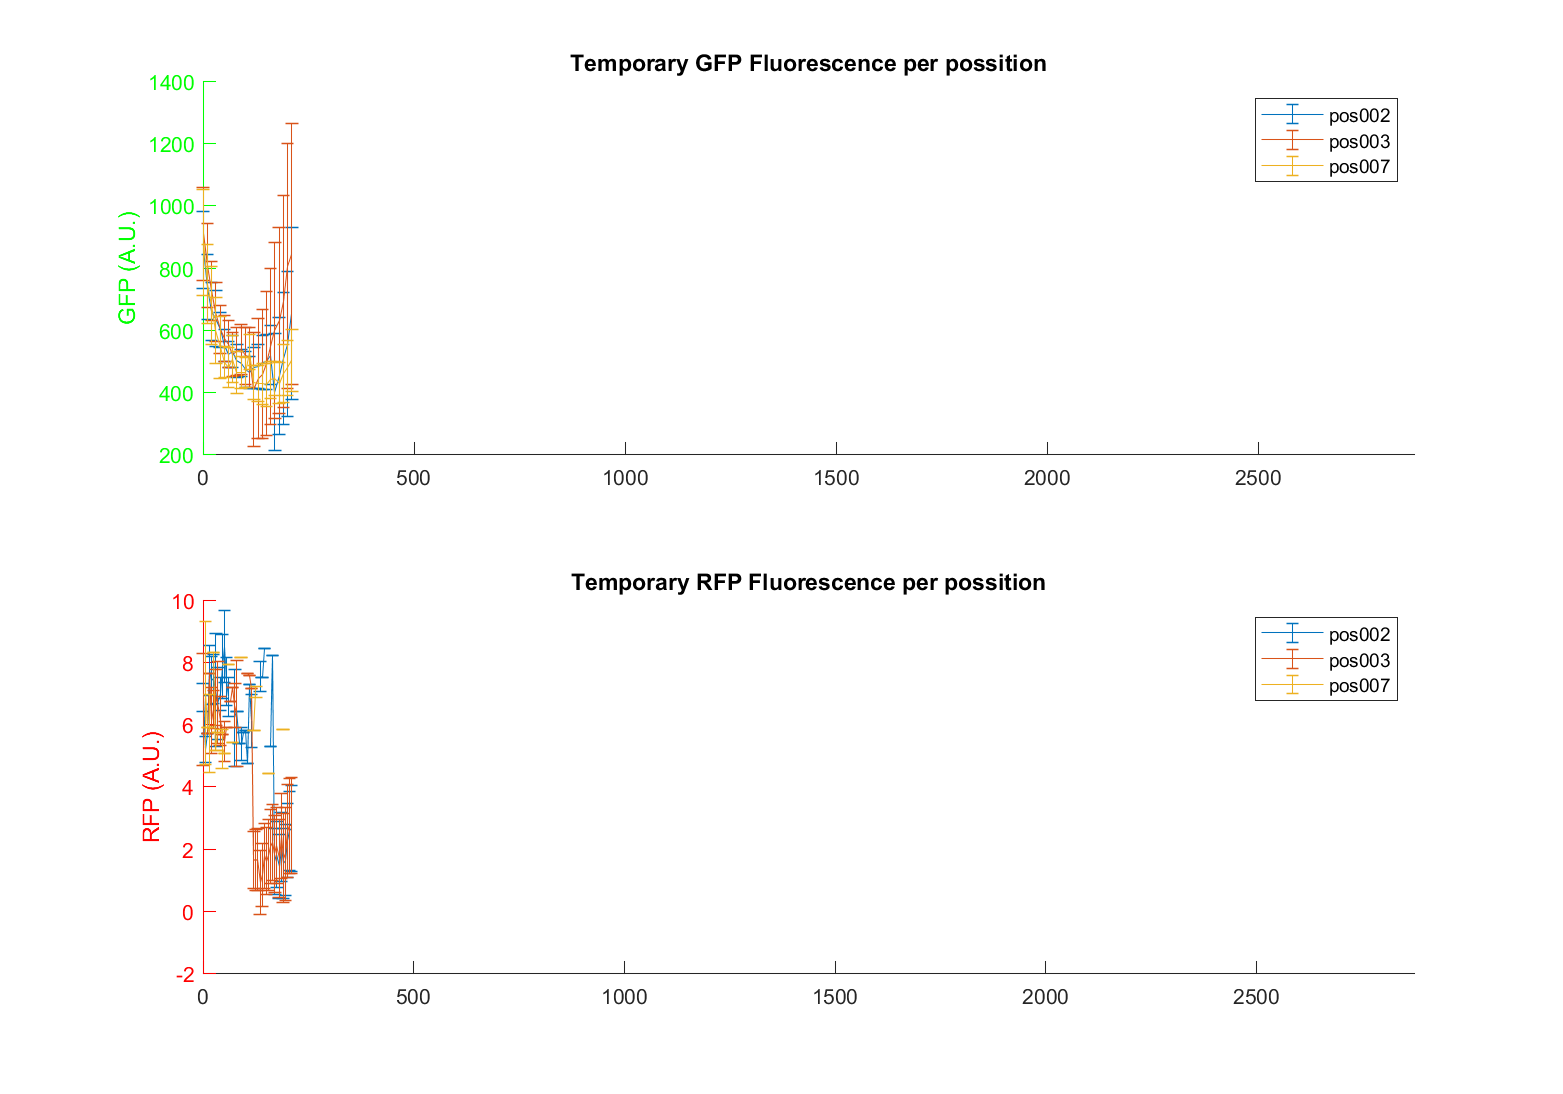 Temporary GFP Fluorescence per possition
1400
1200
1000
800
600
400
200
GFP (A.U.)
0 500 1000 1500 2000 2500
pos002
pos003
pos007
Temporary RFP Fluorescence per possition
10
8
6
4
2
0
-2
RFP (A.U.)
0 500 1000 1500 2000 2500
pos002
pos003
pos007